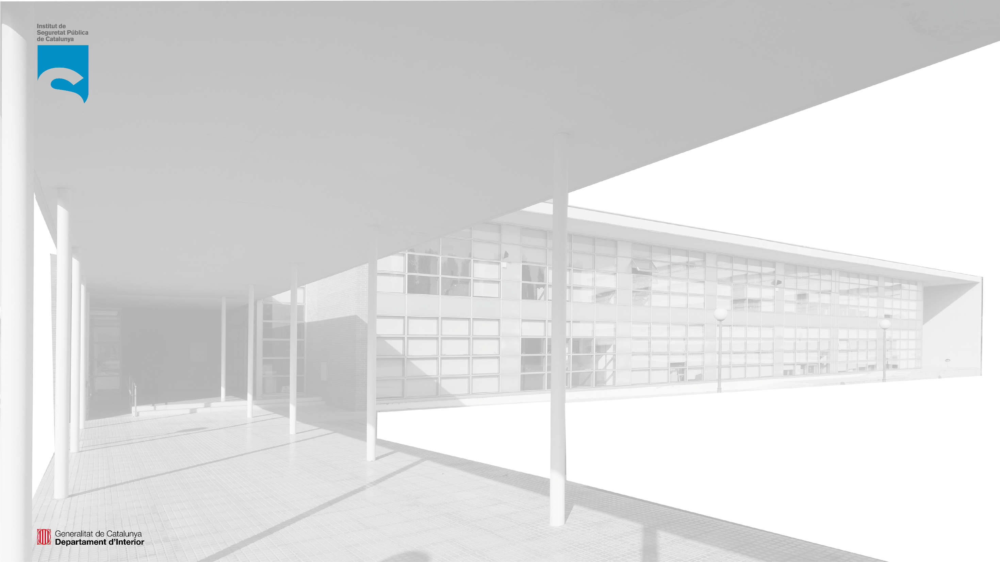 Institut de
Seguretat Pública
de Catalunya
Generalitat de Catalunya
Departament d'Interior